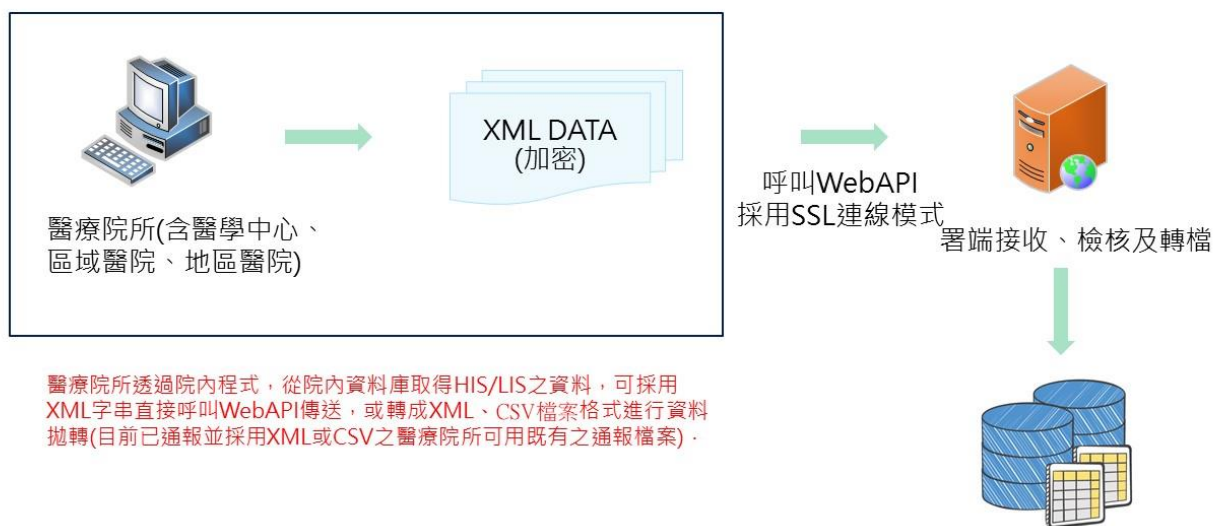 XML DATA
(加密)
醫療院所(含醫學中心、
區域醫院、地區醫院)
呼叫WebAPI
採用SSL連線模式
署端接收、檢核及轉檔
醫療院所透過院內程式，從院內資料庫取得HIS/LIS之資料，可採用
XML字串直接呼叫WebAPI傳送，或轉成XML、CSV檔案格式進行資料
拋轉(目前已通報並採用XML或CSV之醫療院所可用既有之通報檔案)．